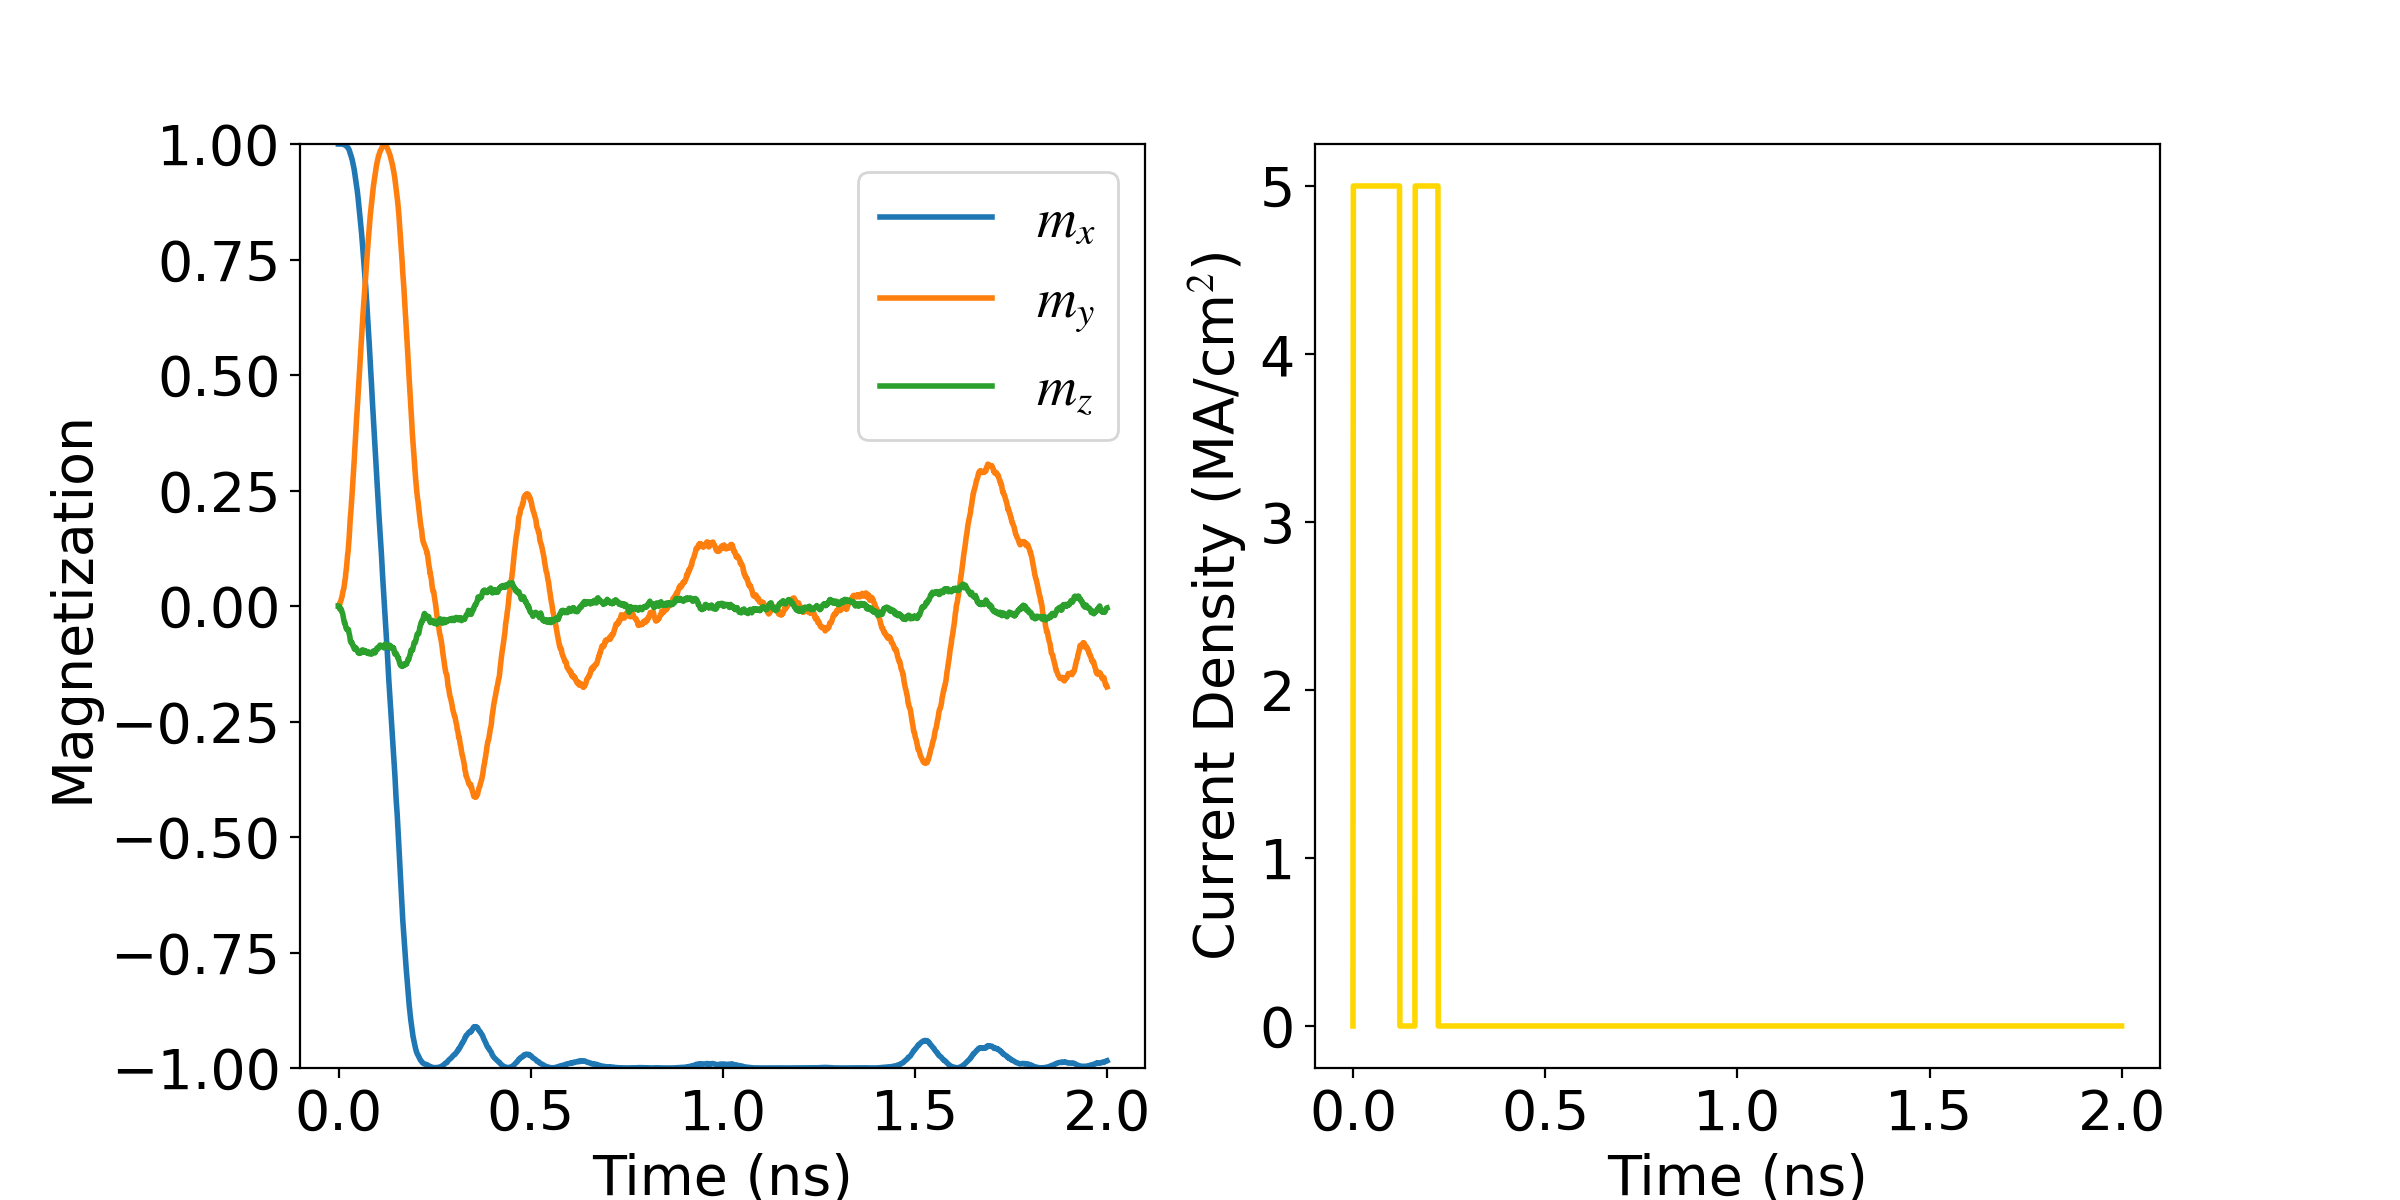 Magnetization
1.00
0.75
0.50
0.25
0.00
−0.25
−0.50
−0.75
−1.00
0.0 0.5 1.0 1.5 2.0
Time (ns)
m_x
m_y
m_z
Current Density (MA/cm²)
5
4
3
2
1
0
0.0 0.5 1.0 1.5 2.0
Time (ns)